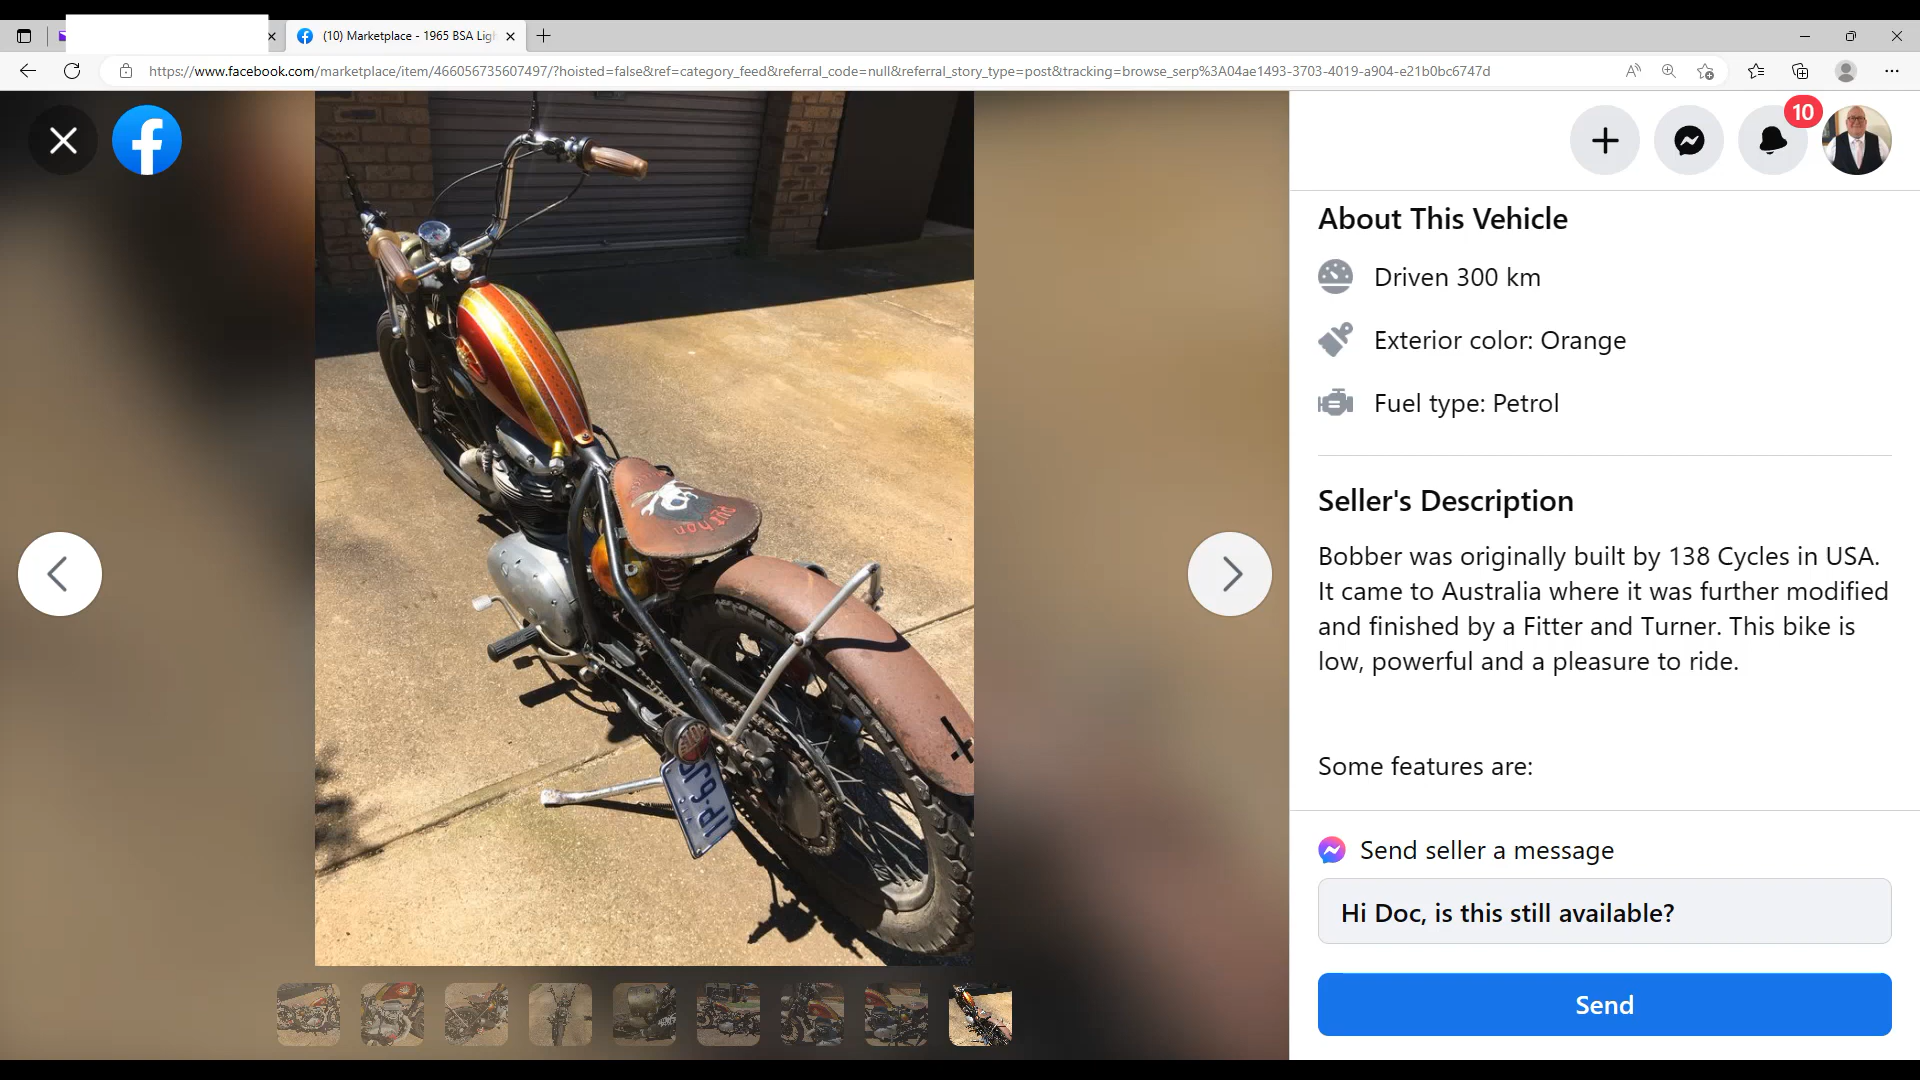 (10) Marketplace - 1965 BSA Lig
https://www.facebook.com/marketplace/item/466056735607497/?hoisted=false&ref=category_feed&referral_code=null&referral_story_type=post&tracking=browse_serp%3A04ae1493-3703-4019-a904-e21b0bc6747d
10
About This Vehicle
Driven 300 km
Exterior color: Orange
Fuel type: Petrol
Seller's Description
Bobber was originally built by 138 Cycles in USA.
It came to Australia where it was further modified
and finished by a Fitter and Turner. This bike is
low, powerful and a pleasure to ride.
Some features are:
Send seller a message
Hi Doc, is this still available?
Send
python
STOP